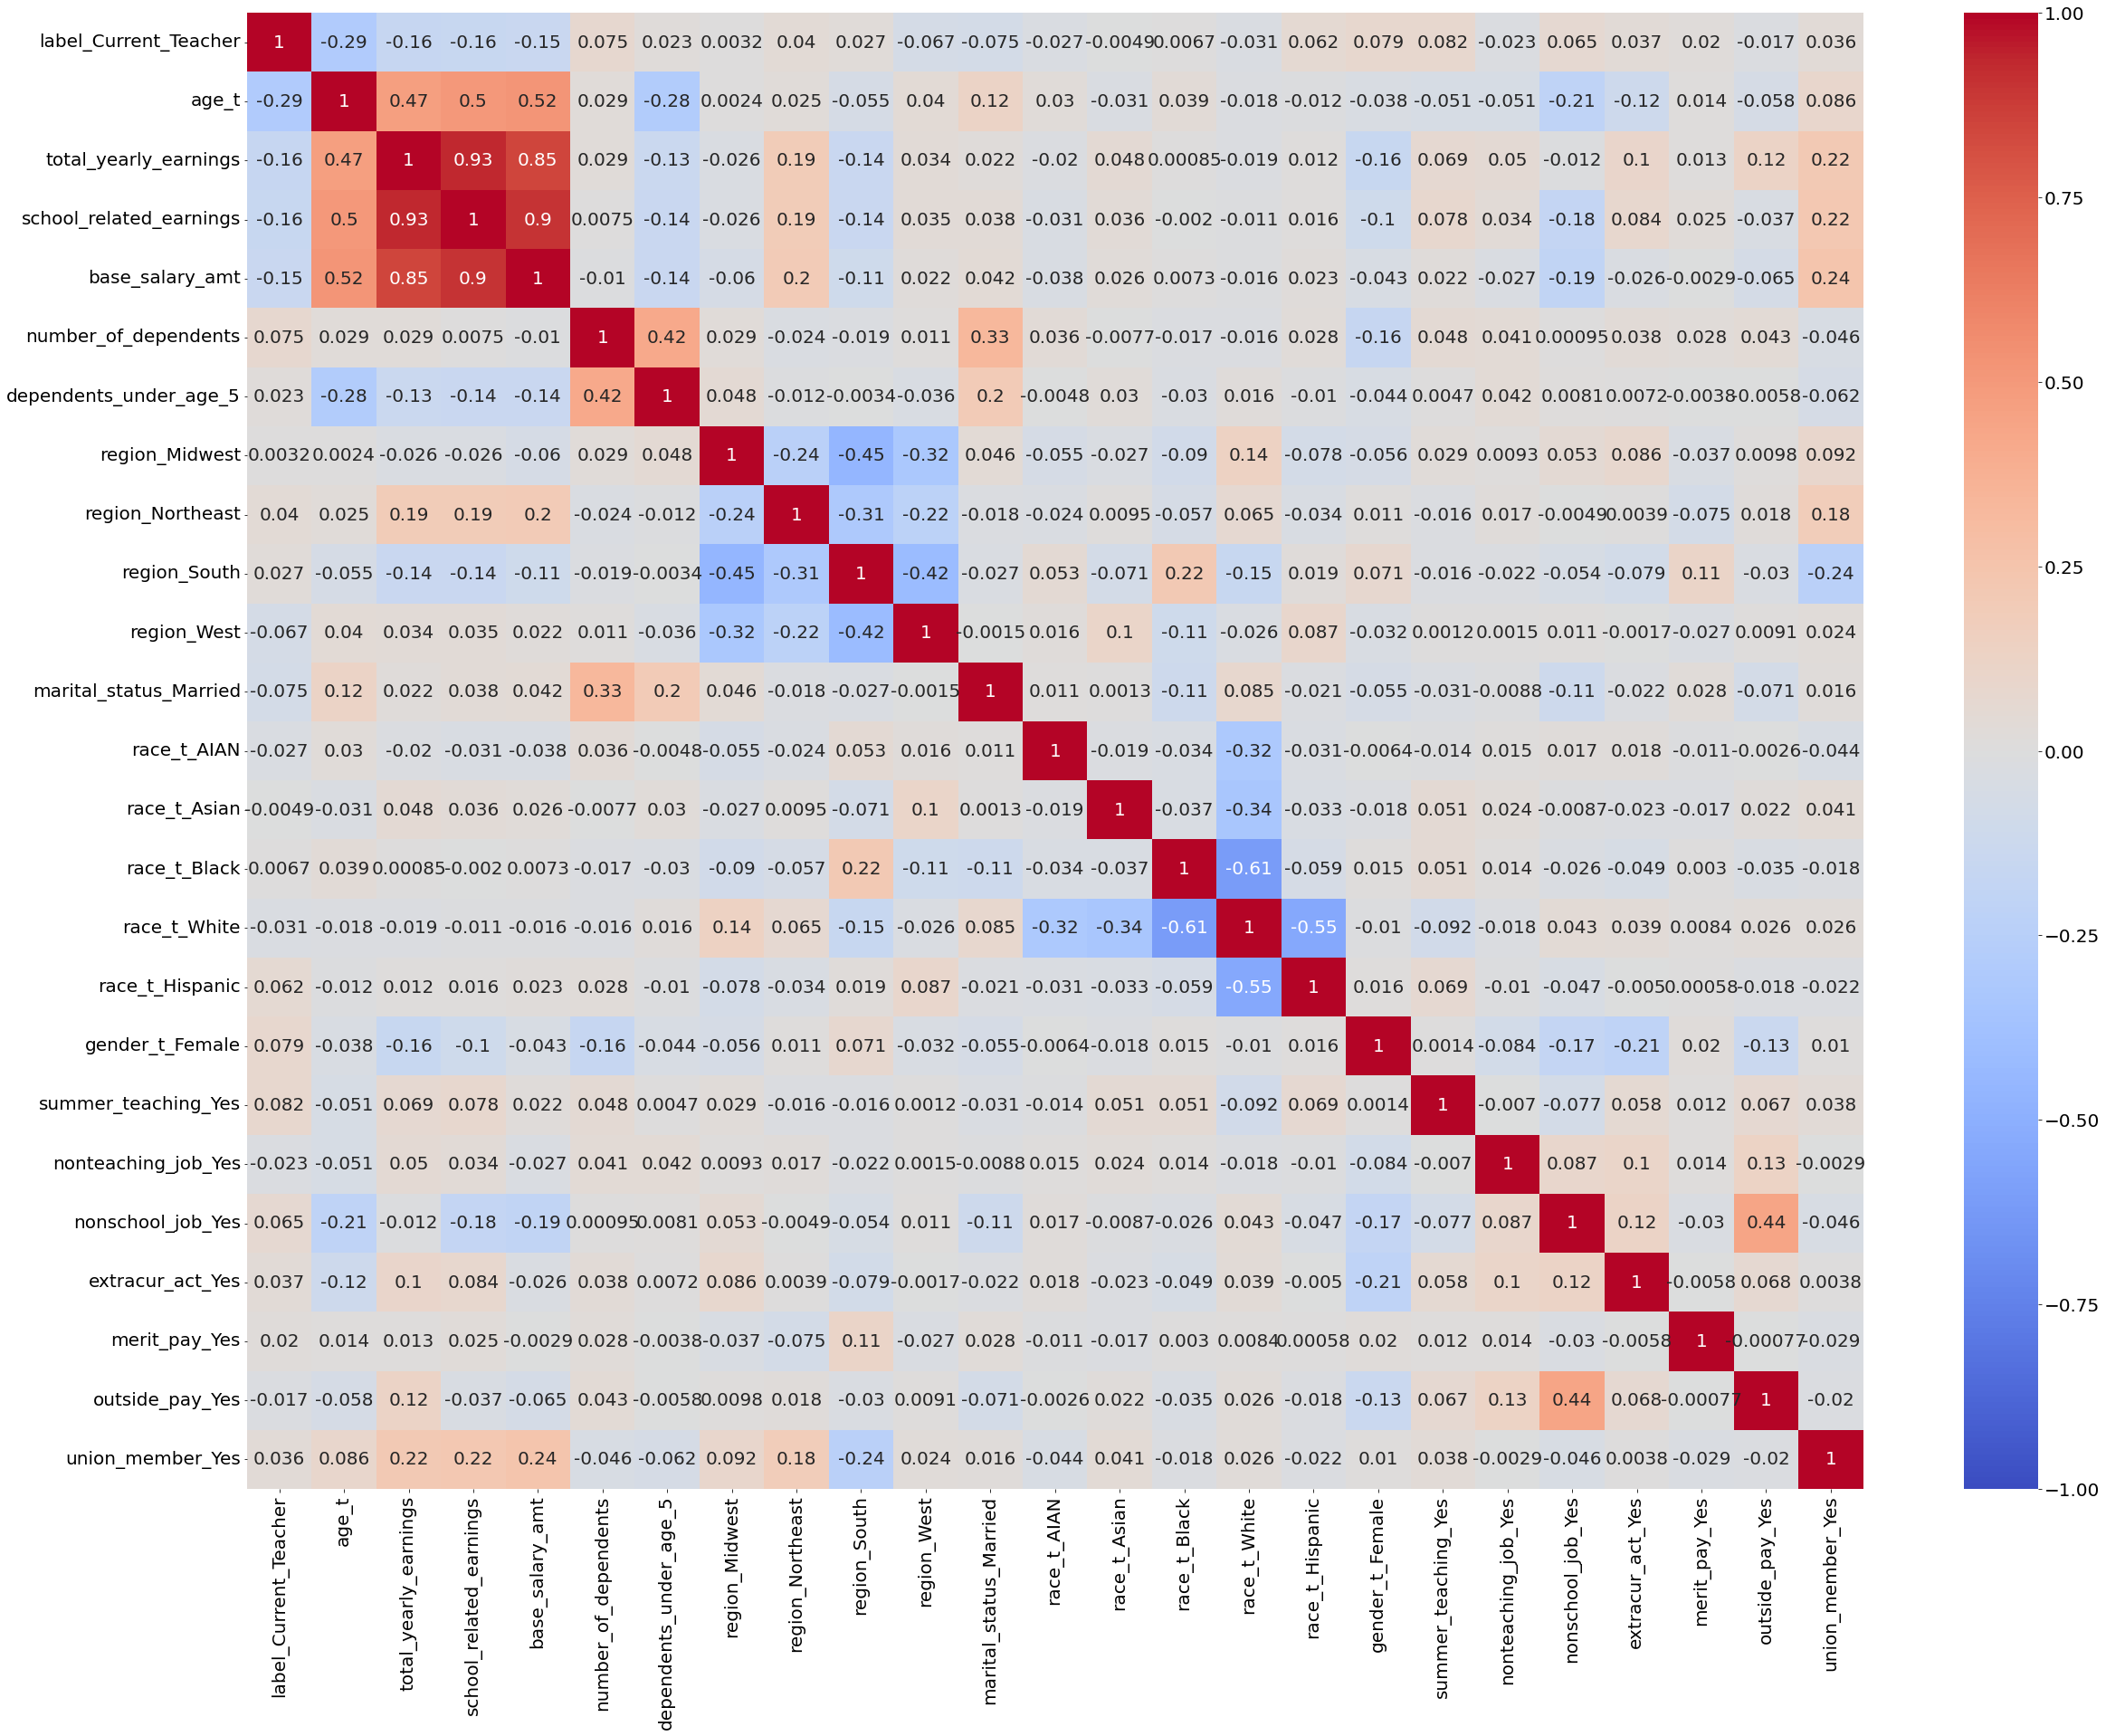 label_Current_Teacher 1 -0.29 -0.16 -0.16 -0.15 0.075 0.023 0.0032 0.04 0.027 -0.067 -0.075 -0.027 -0.0049 0.0067 -0.031 0.062 0.079 0.082 -0.023 0.065 0.037 0.02 -0.017 0.036
age_t -0.29 1 0.47 0.5 0.52 0.029 -0.28 0.0024 0.025 -0.055 0.04 0.12 0.03 -0.031 0.039 -0.018 -0.012 -0.038 -0.051 -0.051 -0.21 -0.12 0.014 -0.058 0.086
total_yearly_earnings -0.16 0.47 1 0.93 0.85 0.029 -0.13 -0.026 0.19 -0.14 0.034 0.022 -0.02 0.048 0.00085 -0.019 0.012 -0.16 0.069 0.05 -0.012 0.1 0.013 0.12 0.22
school_related_earnings -0.16 0.5 0.93 1 0.9 0.0075 -0.14 -0.026 0.19 -0.14 0.035 0.038 -0.031 0.036 -0.002 -0.011 0.016 -0.1 0.078 0.034 -0.18 0.084 0.025 -0.037 0.22
base_salary_amt -0.15 0.52 0.85 0.9 1 -0.01 -0.14 -0.06 0.2 -0.11 0.022 0.042 -0.038 0.026 0.0073 -0.016 0.023 -0.043 0.022 -0.027 -0.19 -0.026 -0.0029 -0.065 0.24
number_of_dependents 0.075 0.029 0.029 0.0075 -0.01 1 0.42 0.029 -0.024 -0.019 0.011 0.33 0.036 -0.0077 -0.017 -0.016 0.028 -0.16 0.048 0.041 0.00095 0.038 0.028 0.043 -0.046
dependents_under_age_5 0.023 -0.28 -0.13 -0.14 -0.14 0.42 1 0.048 -0.012 -0.0034 -0.036 0.2 -0.0048 0.03 -0.03 0.016 -0.01 -0.044 0.0047 0.042 0.0081 0.0072 -0.0038 -0.0058 -0.062
region_Midwest 0.0032 0.0024 -0.026 -0.026 -0.06 0.029 0.048 1 -0.24 -0.45 -0.32 0.046 -0.055 -0.027 -0.09 0.14 -0.078 -0.056 0.029 0.0093 0.053 0.086 -0.037 0.0098 0.092
region_Northeast 0.04 0.025 0.19 0.19 0.2 -0.024 -0.012 -0.24 1 -0.31 -0.22 -0.018 -0.024 0.0095 -0.057 0.065 -0.034 0.011 -0.016 0.017 -0.0049 0.0039 -0.075 0.018 0.18
region_South 0.027 -0.055 -0.14 -0.14 -0.11 -0.019 -0.0034 -0.45 -0.31 1 -0.42 -0.027 0.053 -0.071 0.22 -0.15 0.019 0.071 -0.016 -0.022 -0.054 -0.079 0.11 -0.03 -0.24
region_West -0.067 0.04 0.034 0.035 0.022 0.011 -0.036 -0.32 -0.22 -0.42 1 -0.0015 0.016 0.1 -0.11 -0.026 0.087 -0.032 0.0012 0.0015 0.011 -0.0017 -0.027 0.0091 0.024
marital_status_Married -0.075 0.12 0.022 0.038 0.042 0.33 0.2 0.046 -0.018 -0.027 -0.0015 1 0.011 0.0013 -0.11 0.085 -0.021 -0.055 -0.031 -0.0088 -0.11 -0.022 0.028 -0.071 0.016
race_t_AIAN -0.027 0.03 -0.02 -0.031 -0.038 0.036 -0.0048 -0.055 -0.024 0.053 0.016 0.011 1 -0.019 -0.034 -0.32 -0.031 -0.0064 -0.014 0.015 0.017 0.018 -0.011 -0.0026 -0.044
race_t_Asian -0.0049 -0.031 0.048 0.036 0.026 -0.0077 0.03 -0.027 0.0095 -0.071 0.1 0.0013 -0.019 1 -0.037 -0.34 -0.033 -0.018 0.051 0.024 -0.0087 -0.023 -0.017 0.022 0.041
race_t_Black 0.0067 0.039 0.00085 -0.002 0.0073 -0.017 -0.03 -0.09 -0.057 0.22 -0.11 -0.11 -0.034 -0.037 1 -0.61 -0.059 0.015 0.051 0.014 -0.026 -0.049 0.003 -0.035 -0.018
race_t_White -0.031 -0.018 -0.019 -0.011 -0.016 -0.016 0.016 0.14 0.065 -0.15 -0.026 0.085 -0.32 -0.34 -0.61 1 -0.55 -0.01 -0.092 -0.018 0.043 0.039 0.0084 0.026 0.026
race_t_Hispanic 0.062 -0.012 0.012 0.016 0.023 0.028 -0.01 -0.078 -0.034 0.019 0.087 -0.021 -0.031 -0.033 -0.059 -0.55 1 0.016 0.069 -0.01 -0.047 -0.005 0.00058 -0.018 -0.022
gender_t_Female 0.079 -0.038 -0.16 -0.1 -0.043 -0.16 -0.044 -0.056 0.011 0.071 -0.032 -0.055 -0.0064 -0.018 0.015 -0.01 0.016 1 0.0014 -0.084 -0.17 -0.21 0.02 -0.13 0.01
summer_teaching_Yes 0.082 -0.051 0.069 0.078 0.022 0.048 0.0047 0.029 -0.016 -0.016 0.0012 -0.031 -0.014 0.051 0.051 -0.092 0.069 0.0014 1 -0.007 -0.077 0.058 0.012 0.067 0.038
nonteaching_job_Yes -0.023 -0.051 0.05 0.034 -0.027 0.041 0.042 0.0093 0.017 -0.022 0.0015 -0.0088 0.015 0.024 0.014 -0.018 -0.01 -0.084 -0.007 1 0.087 0.1 0.014 0.13 -0.0029
nonschool_job_Yes 0.065 -0.21 -0.012 -0.18 -0.19 0.00095 0.0081 0.053 -0.0049 -0.054 0.011 -0.11 0.017 -0.0087 -0.026 0.043 -0.047 -0.17 -0.077 0.087 1 0.12 -0.03 0.44 -0.046
extracur_act_Yes 0.037 -0.12 0.1 0.084 -0.026 0.038 0.0072 0.086 0.0039 -0.079 -0.0017 -0.022 0.018 -0.023 -0.049 0.039 -0.005 -0.21 0.058 0.1 0.12 1 -0.0058 0.068 0.0038
merit_pay_Yes 0.02 0.014 0.013 0.025 -0.0029 0.028 -0.0038 -0.037 -0.075 0.11 -0.027 0.028 -0.011 -0.017 0.003 0.0084 0.00058 0.02 0.012 0.014 -0.03 -0.0058 1 -0.00077 -0.029
outside_pay_Yes -0.017 -0.058 0.12 -0.037 -0.065 0.043 -0.0058 0.0098 0.018 -0.03 0.0091 -0.071 -0.0026 0.022 -0.035 0.026 -0.018 -0.13 0.067 0.13 0.44 0.068 -0.00077 1 -0.02
union_member_Yes 0.036 0.086 0.22 0.22 0.24 -0.046 -0.062 0.092 0.18 -0.24 0.024 0.016 -0.044 0.041 -0.018 0.026 -0.022 0.01 0.038 -0.0029 -0.046 0.0038 -0.029 -0.02 1
label_Current_Teacher
age_t
total_yearly_earnings
school_related_earnings
base_salary_amt
number_of_dependents
dependents_under_age_5
region_Midwest
region_Northeast
region_South
region_West
marital_status_Married
race_t_AIAN
race_t_Asian
race_t_Black
race_t_White
race_t_Hispanic
gender_t_Female
summer_teaching_Yes
nonteaching_job_Yes
nonschool_job_Yes
extracur_act_Yes
merit_pay_Yes
outside_pay_Yes
union_member_Yes
1.00
0.75
0.50
0.25
0.00
−0.25
−0.50
−0.75
−1.00